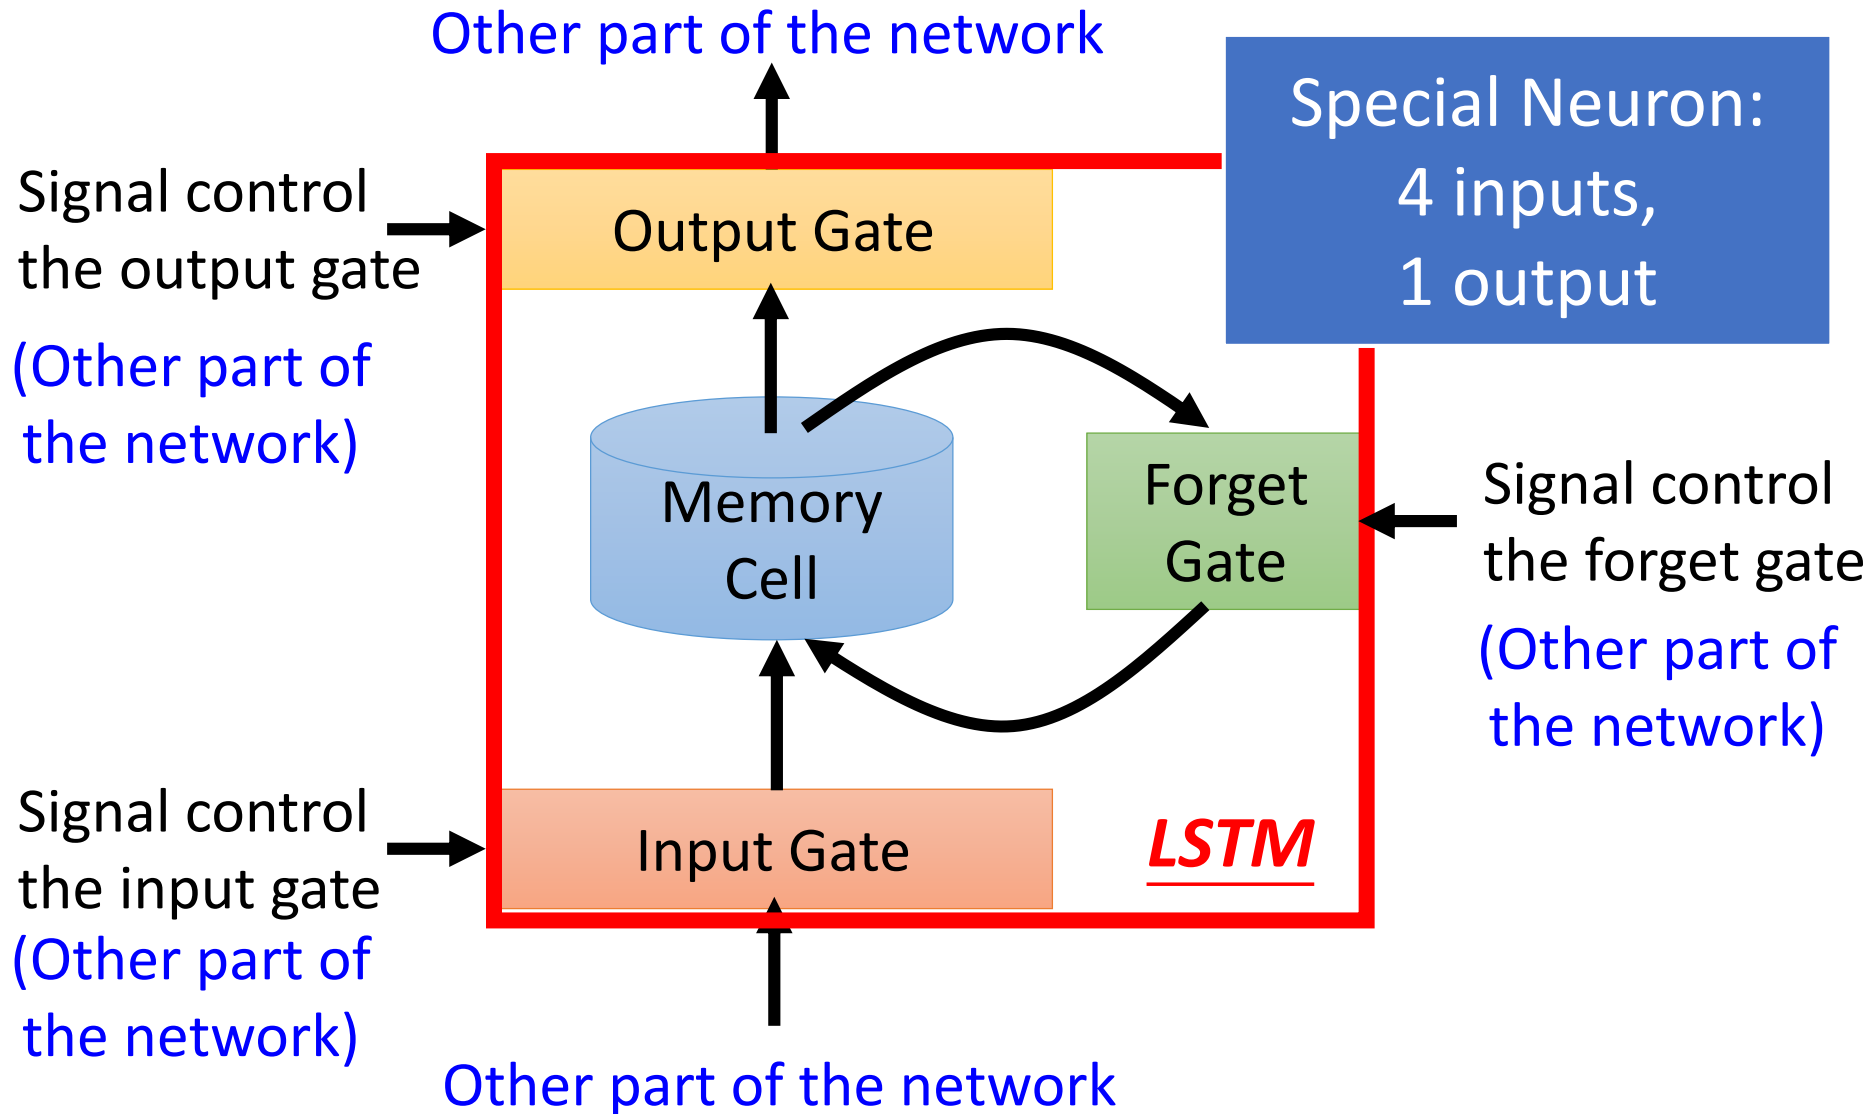 Other part of the network
Special Neuron:
4 inputs,
1 output
Signal control
the output gate
(Other part of
the network)
Output Gate
Memory
Cell
Forget
Gate
Signal control
the forget gate
(Other part of
the network)
Signal control
the input gate
(Other part of
the network)
Input Gate
LSTM
Other part of the network